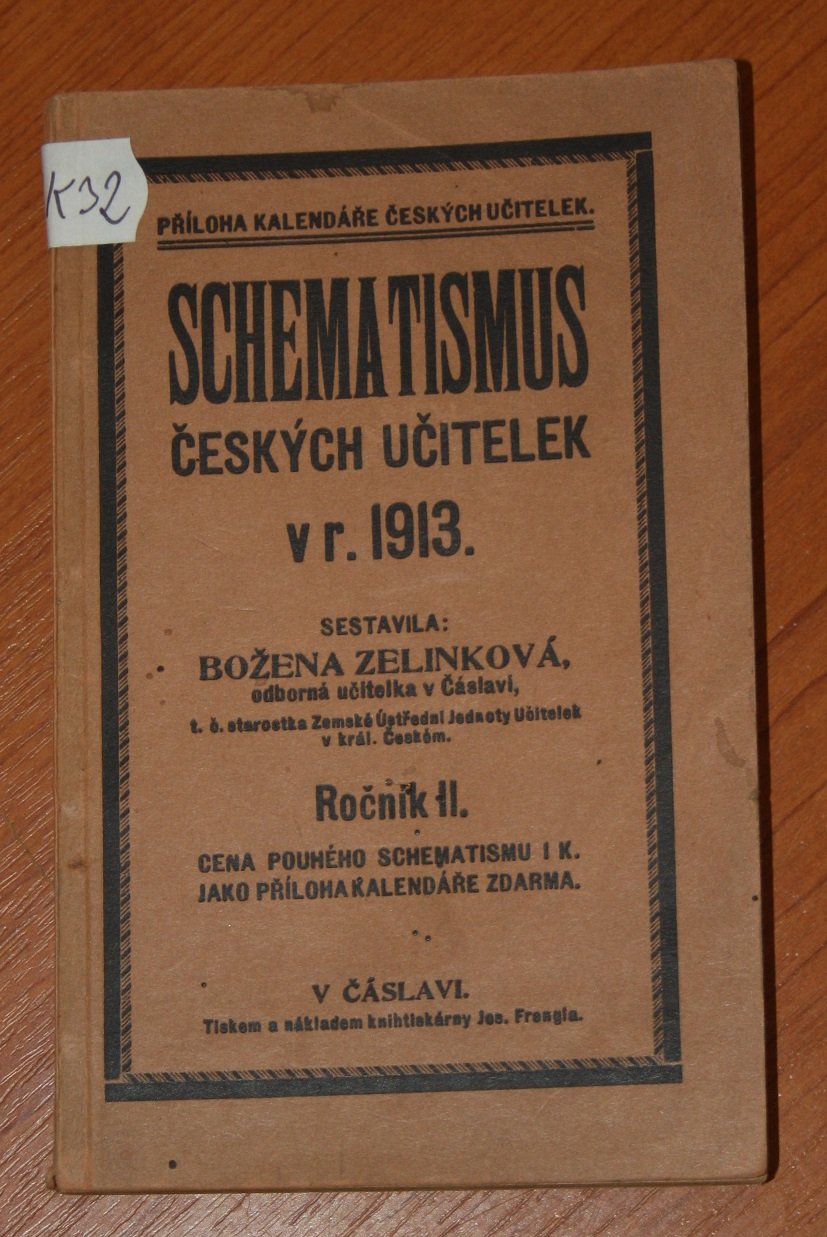 K32
PŘÍLOHA KALENDÁŘE ČESKÝCH UČITELEK.
SCHEMATISMUS
ČESKÝCH UČITELEK
v r. 1913.
SESTAVILA:
BOŽENA ZELINKOVÁ,
odborná učitelka v Čáslavi,
t. č. starostka Zemské Ústřední Jednoty Učitelek
v král. Českém.
Ročník II.
CENA POUHÉHO SCHEMATISMU I K.
JAKO PŘÍLOHA KALENDÁŘE ZDARMA.
V ČÁSLAVI.
Tiskem a nákladem knihtiskárny Jos. Frengla.